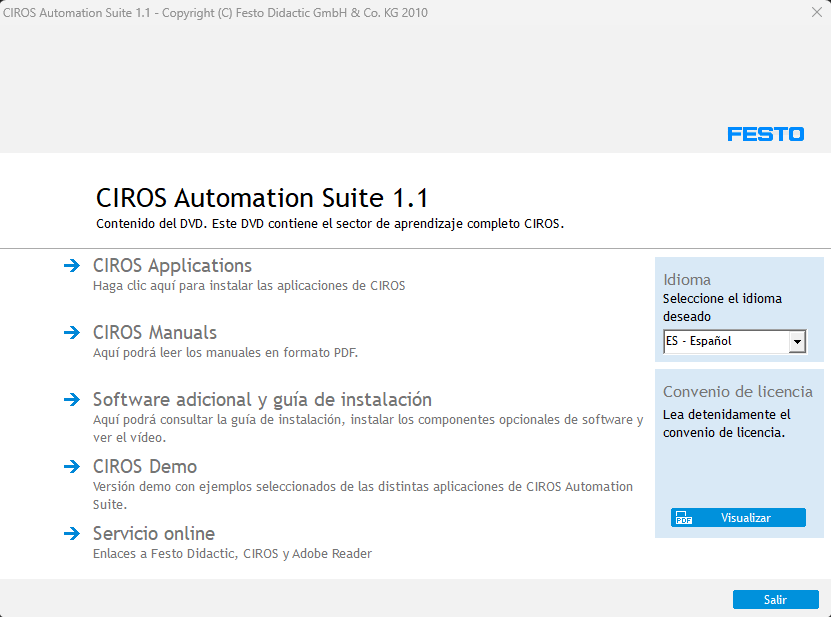 CIROS Automation Suite 1.1 - Copyright (C) Festo Didactic GmbH & Co. KG 2010
FESTO
CIROS Automation Suite 1.1
Contenido del DVD. Este DVD contiene el sector de aprendizaje completo CIROS.
CIROS Applications
Haga clic aquí para instalar las aplicaciones de CIROS
CIROS Manuals
Aquí podrá leer los manuales en formato PDF.
Software adicional y guía de instalación
Aquí podrá consultar la guía de instalación, instalar los componentes opcionales de software y
ver el vídeo.
CIROS Demo
Versión demo con ejemplos seleccionados de las distintas aplicaciones de CIROS Automation
Suite.
Servicio online
Enlaces a Festo Didactic, CIROS y Adobe Reader
Idioma
Seleccione el idioma
deseado
ES - Español
Convenio de licencia
Lea detenidamente el
convenio de licencia.
PDF Visualizar
Salir